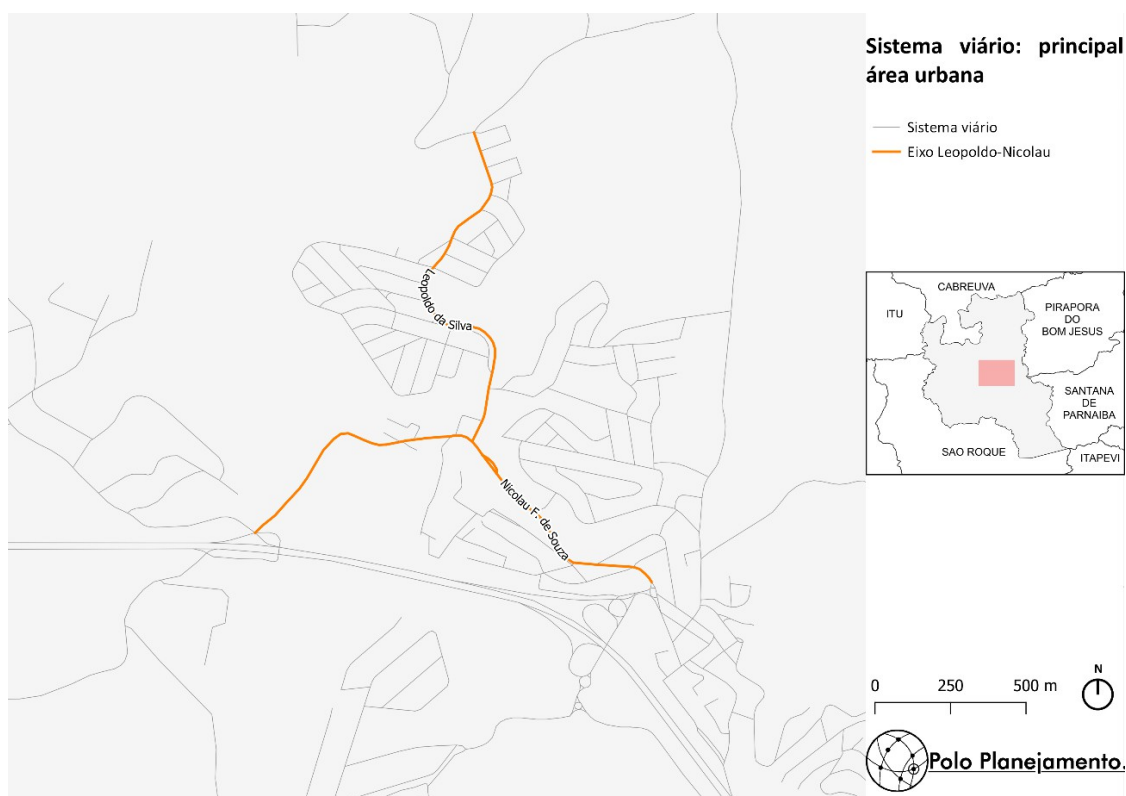 Sistema viário: principal
área urbana
Sistema viário
Eixo Leopoldo-Nicolau
Leopoldo da Silva
Nicolau F. de Souza
CABREUVA
ITU
PIRAPORA
DO
BOM JESUS
SANTANA
DE
PARNAIBA
SAO ROQUE
ITAPEVI
N
0 250 500 m
Polo Planejamento.